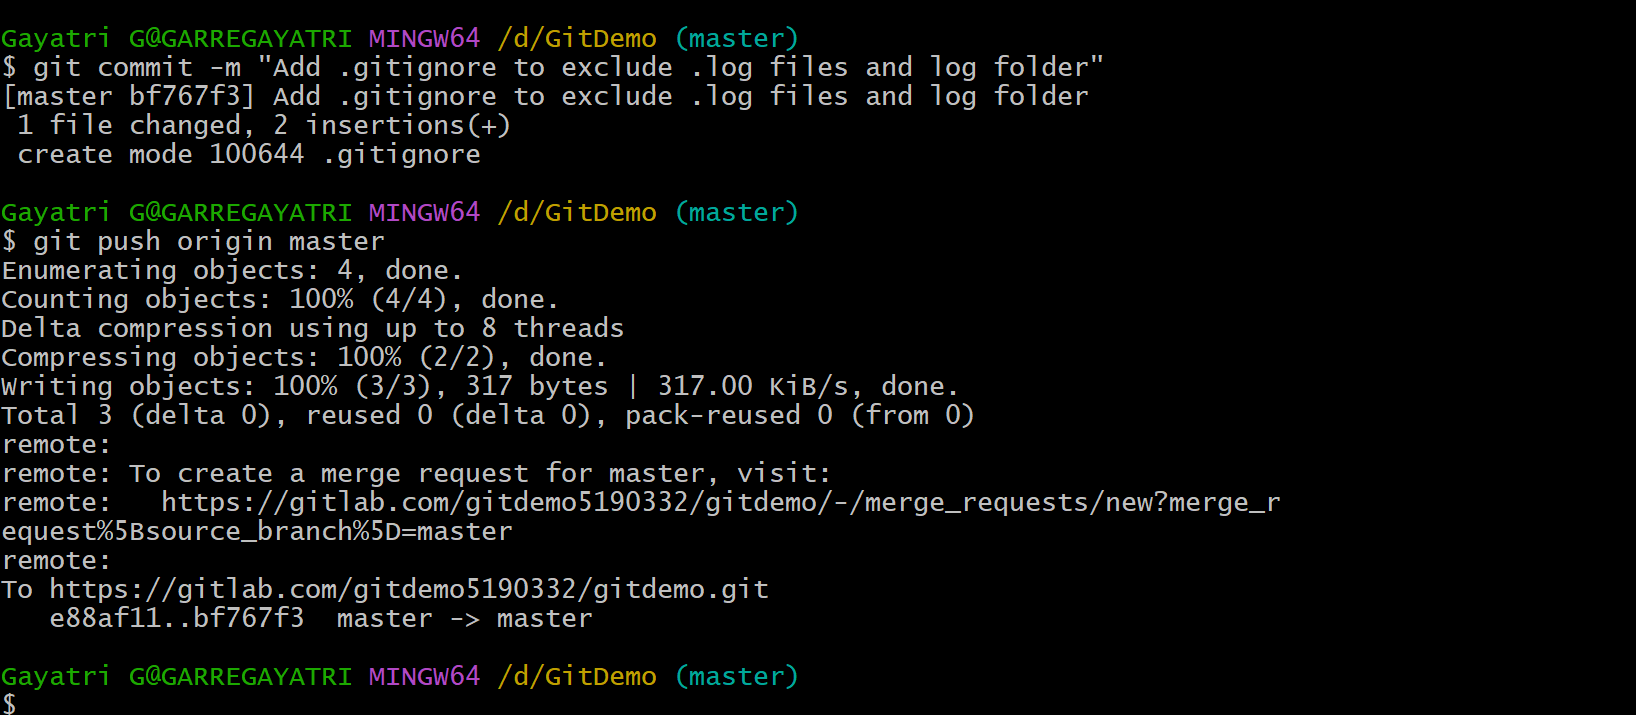 Gayatri G@GARREGAYATRI MINGW64 /d/GitDemo (master)
$ git commit -m "Add .gitignore to exclude .log files and log folder"
[master bf767f3] Add .gitignore to exclude .log files and log folder
 1 file changed, 2 insertions(+)
 create mode 100644 .gitignore

Gayatri G@GARREGAYATRI MINGW64 /d/GitDemo (master)
$ git push origin master
Enumerating objects: 4, done.
Counting objects: 100% (4/4), done.
Delta compression using up to 8 threads
Compressing objects: 100% (2/2), done.
Writing objects: 100% (3/3), 317 bytes | 317.00 KiB/s, done.
Total 3 (delta 0), reused 0 (delta 0), pack-reused 0 (from 0)
remote:
remote: To create a merge request for master, visit:
remote:   https://gitlab.com/gitdemo5190332/gitdemo/-/merge_requests/new?merge_r
equest%5Bsource_branch%5D=master
remote:
To https://gitlab.com/gitdemo5190332/gitdemo.git
   e88af11..bf767f3  master -> master

Gayatri G@GARREGAYATRI MINGW64 /d/GitDemo (master)
$